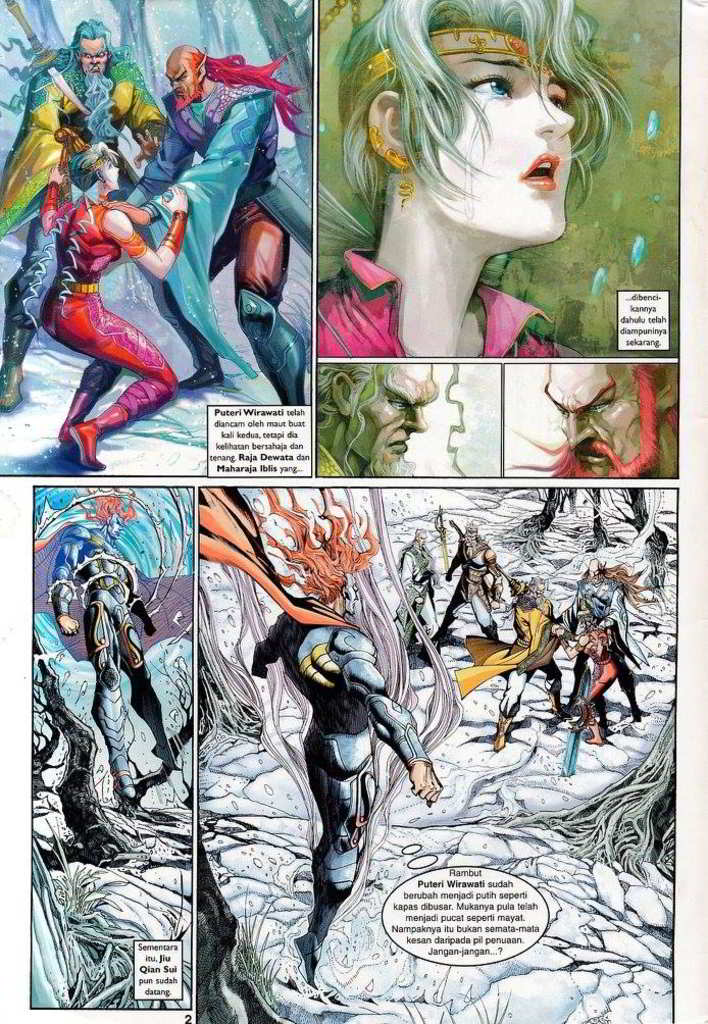 Puteri Wirawati telah
diancam oleh maut buat
kali kedua, tetapi dia
kelihatan bersahaja dan
tenang. Raja Dewata dan
Maharaja Iblis yang...
...dibenci-
kannya
dahulu telah
diampuninya
sekarang.
Sementara
itu, Jiu
Qian Sui
pun sudah
datang.
Rambut
Puteri Wirawati sudah
berubah menjadi putih seperti
kapas dibusar. Mukanya pula telah
menjadi pucat seperti mayat.
Nampaknya itu bukan semata-mata
kesan daripada pil penuaan.
Jangan-jangan...?
2